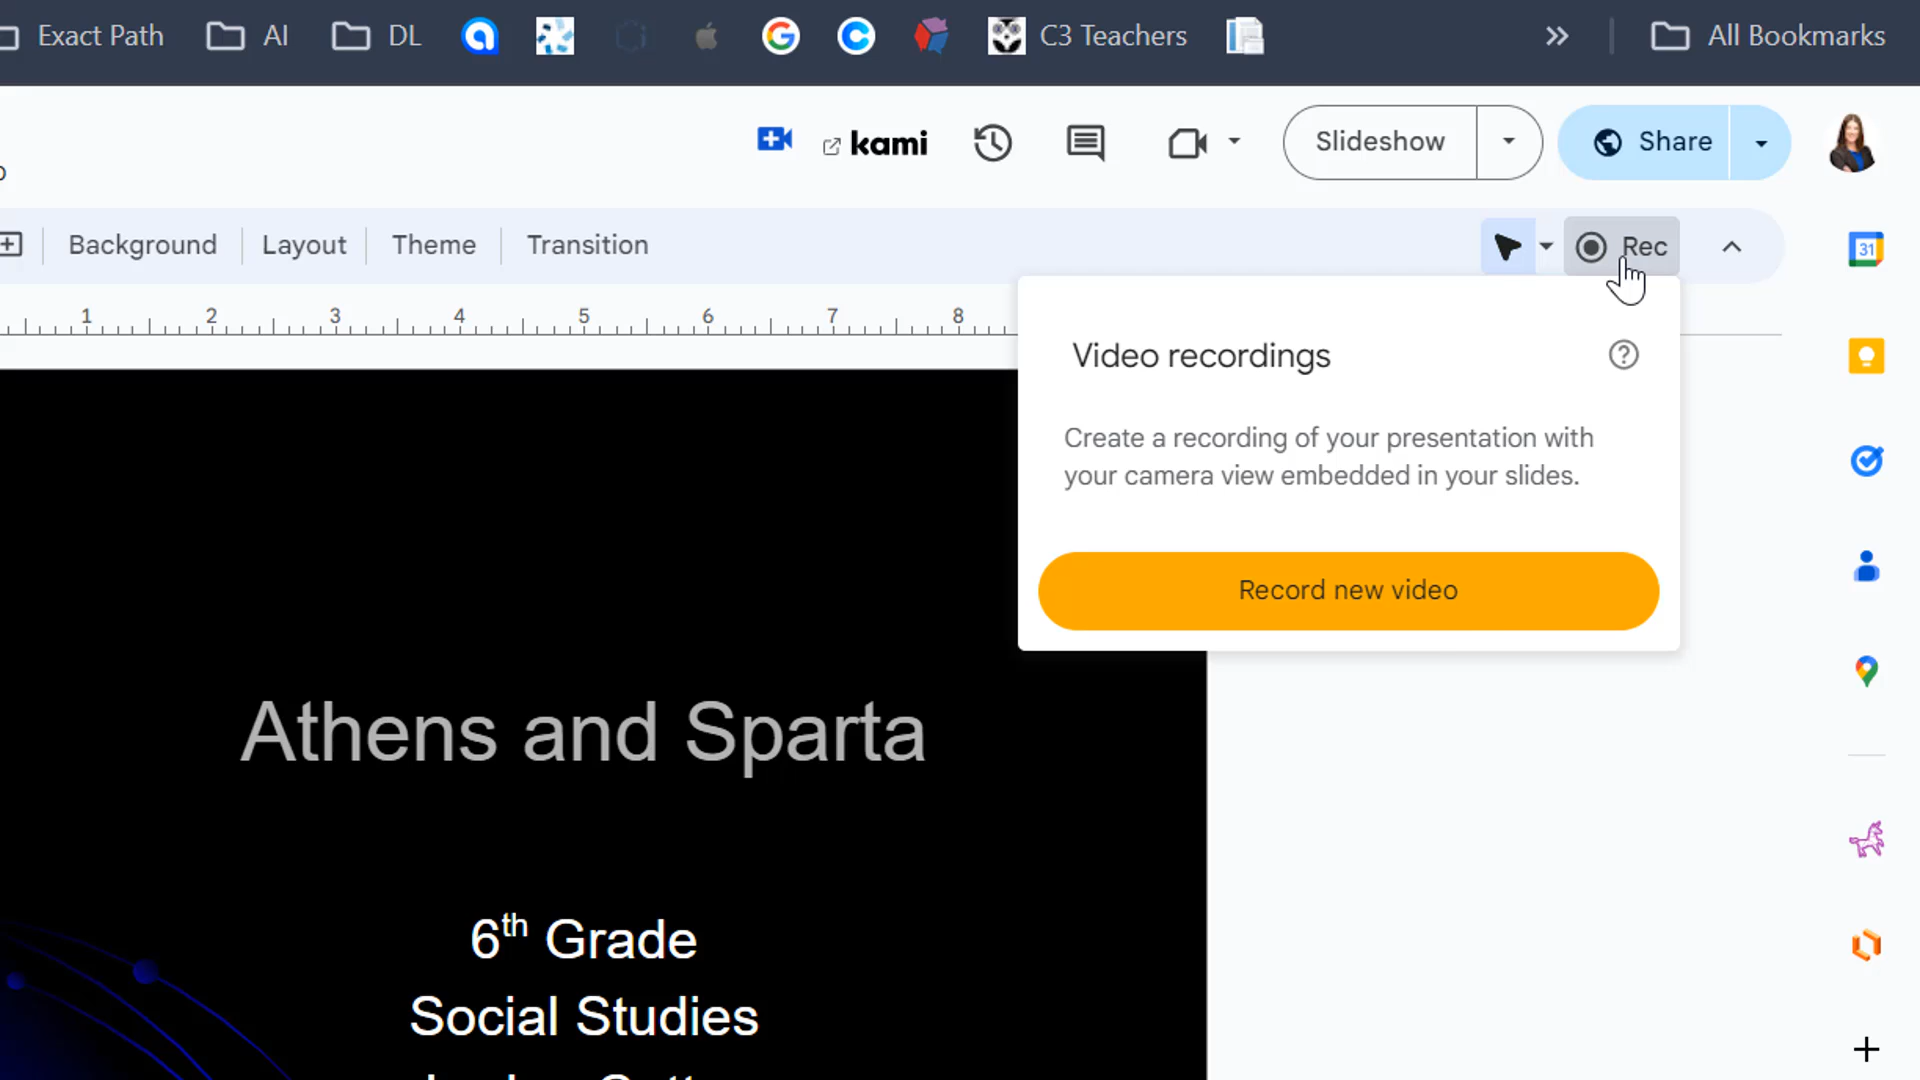 Exact Path AI DL C3 Teachers All Bookmarks
kami Slideshow Share
Background Layout Theme Transition Rec
31
1 2 3 4 5 6 7 8
Video recordings
Create a recording of your presentation with
your camera view embedded in your slides.
Record new video
Athens and Sparta
6th Grade
Social Studies